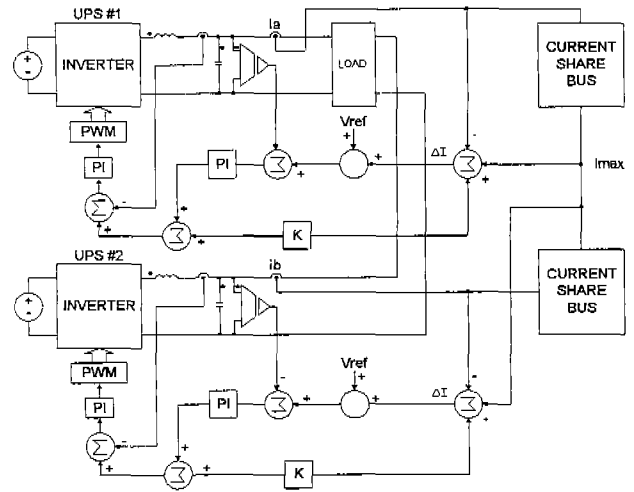 UPS #1
Ia
INVERTER
LOAD
CURRENT
SHARE
BUS
PWM
Vref
PI
PI
Σ
ΔI
Σ
Imax
Σ
Σ
K
UPS #2
ib
INVERTER
CURRENT
SHARE
BUS
PWM
Vref
PI
PI
Σ
ΔI
Σ
Σ
Σ
K